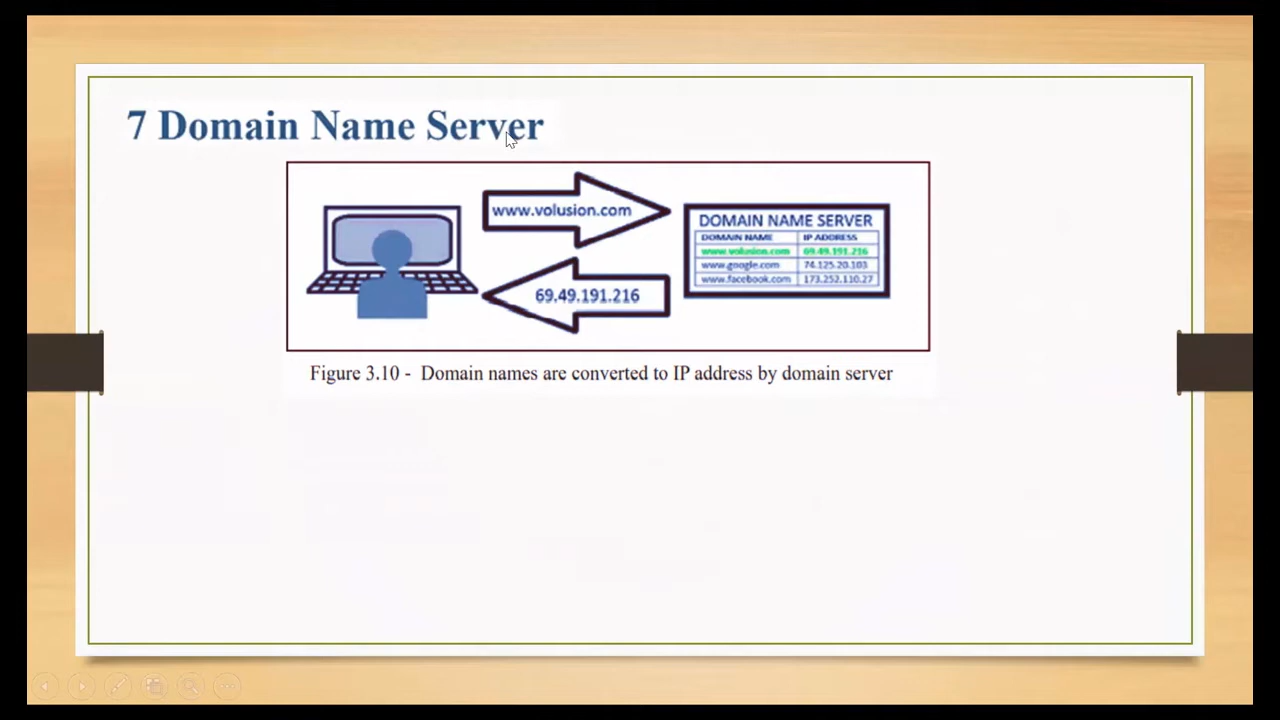 7 Domain Name Server
www.volusion.com
69.49.191.216
DOMAIN NAME SERVER
DOMAIN NAME IP ADDRESS
www.volusion.com 69.49.191.216
www.google.com 74.125.20.103
www.facebook.com 173.252.110.27
Figure 3.10 - Domain names are converted to IP address by domain server